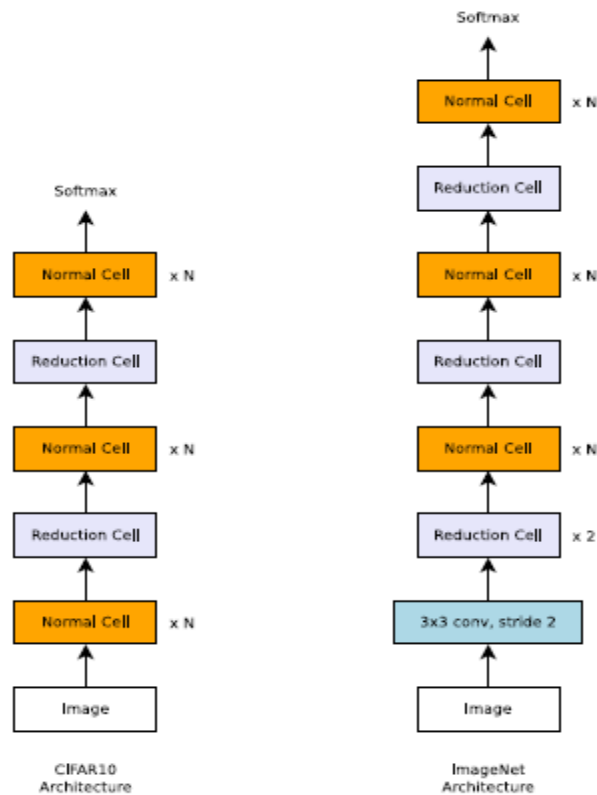 Softmax
Normal Cell x N
Reduction Cell
Normal Cell x N
Reduction Cell
Normal Cell x N
Image
CIFAR10
Architecture
Softmax
Normal Cell x N
Reduction Cell
Normal Cell x N
Reduction Cell
Normal Cell x N
Reduction Cell x 2
3x3 conv, stride 2
Image
ImageNet
Architecture